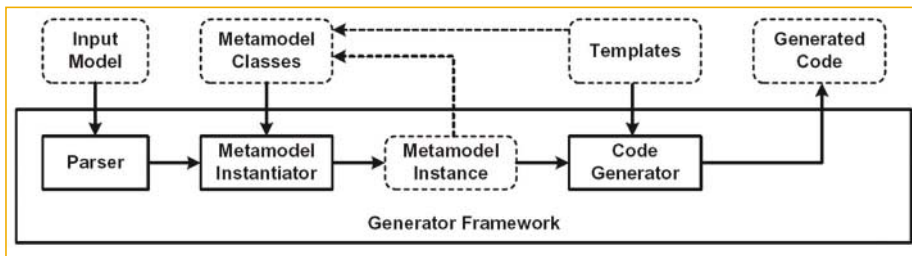 Input
Model
Metamodel
Classes
Templates
Generated
Code
Parser
Metamodel
Instantiator
Metamodel
Instance
Code
Generator
Generator Framework